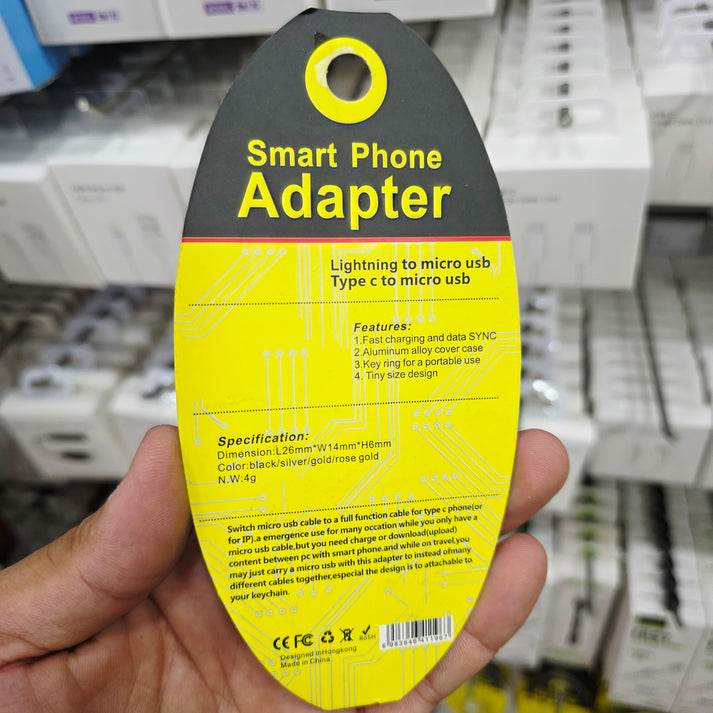 Smart Phone
Adapter
Lightning to micro usb
Type c to micro usb
Features:
1.Fast charging and data SYNC
2.Aluminum alloy cover case
3.Key ring for a portable use
4. Tiny size design
Specification:
Dimension:L26mm*W14mm*H6mm
Color:black/silver/gold/rose gold
N.W:4g
Switch micro usb cable to a full function cable for type c phone(or
for IP).a emergence use for many occation while you only have a
micro usb cable,but you need charge or download(upload)
content between pc with smart phone.and while on travel,you
may just carry a micro usb with this adapter to instead ofmany
different cables together,especial the design is to attachable to
your keychain.
CE FC RoSH
Designed inHongkong
Made in China